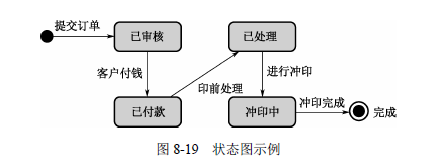 提交订单
已审核
已处理
客户付钱
进行冲印
已付款
印前处理
冲印中
冲印完成
完成
图 8-19 状态图示例